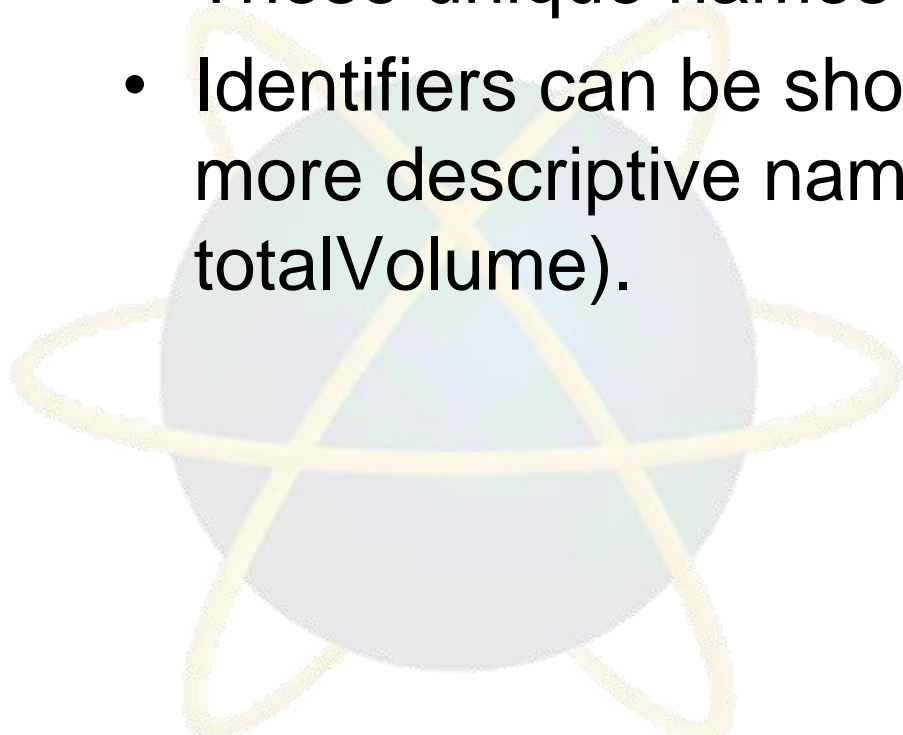 • Identifiers can be sho
more descriptive nam
totalVolume).